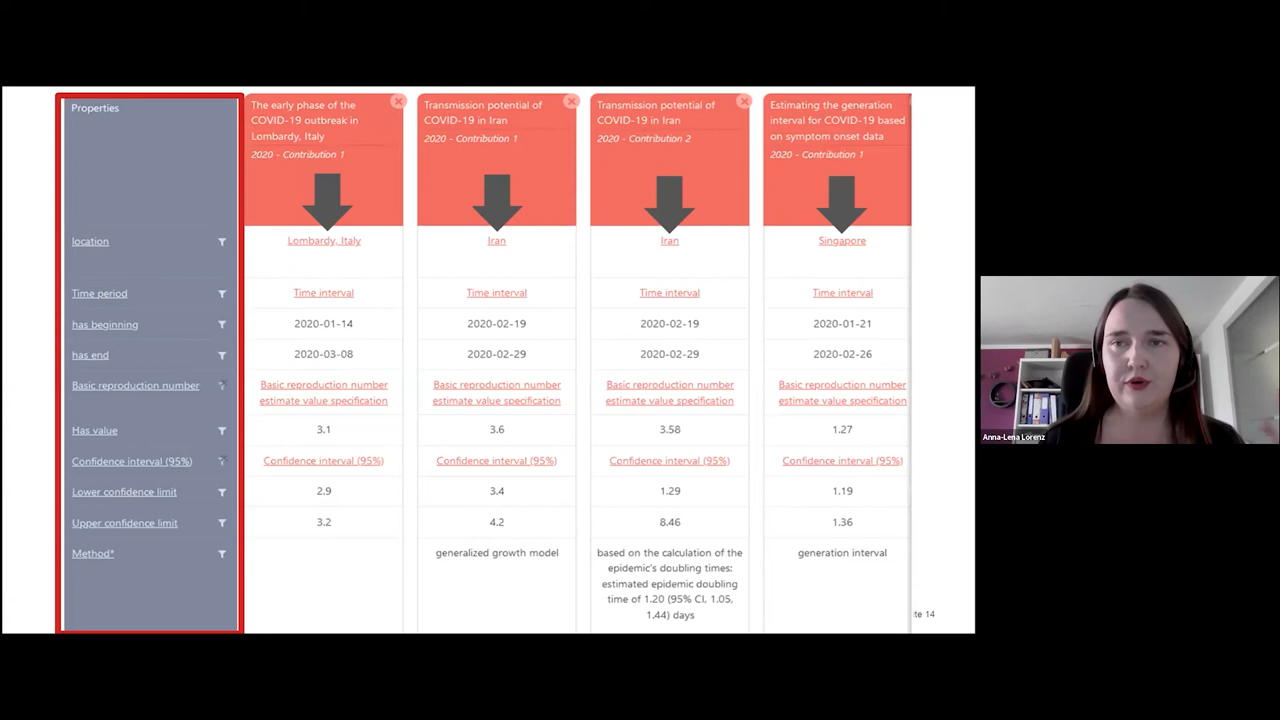 Properties
The early phase of the
COVID-19 outbreak in
Lombardy, Italy
2020 - Contribution 1
Transmission potential of
COVID-19 in Iran
2020 - Contribution 1
Transmission potential of
COVID-19 in Iran
2020 - Contribution 2
Estimating the generation
interval for COVID-19 based
on symptom onset data
2020 - Contribution 1
location
Lombardy, Italy
Iran
Iran
Singapore
Time period
Time interval
Time interval
Time interval
Time interval
has beginning
2020-01-14
2020-02-19
2020-02-19
2020-01-21
has end
2020-03-08
2020-02-29
2020-02-29
2020-02-26
Basic reproduction number
Basic reproduction number
estimate value specification
Basic reproduction number
estimate value specification
Basic reproduction number
estimate value specification
Basic reproduction number
estimate value specification
Has value
3.1
3.6
3.58
1.27
Confidence interval (95%)
Confidence interval (95%)
Confidence interval (95%)
Confidence interval (95%)
Confidence interval (95%)
Lower confidence limit
2.9
3.4
1.29
1.19
Upper confidence limit
3.2
4.2
8.46
1.36
Method*
generalized growth model
based on the calculation of the
epidemic's doubling times:
estimated epidemic doubling
time of 1.20 (95% CI, 1.05,
1.44) days
generation interval
ite 14
Anna-Lena Lorenz